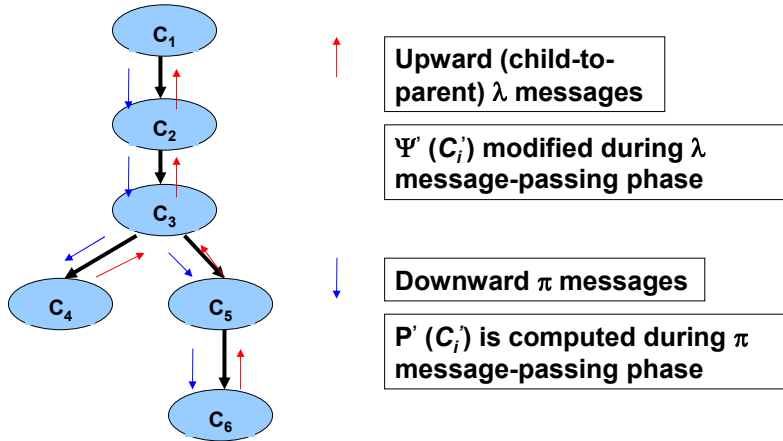 C₁
C₂
C₃
C₄
C₅
C₆
Upward (child-to-
parent) λ messages
Ψ' (Cᵢ') modified during λ
message-passing phase
Downward π messages
P' (Cᵢ') is computed during π
message-passing phase